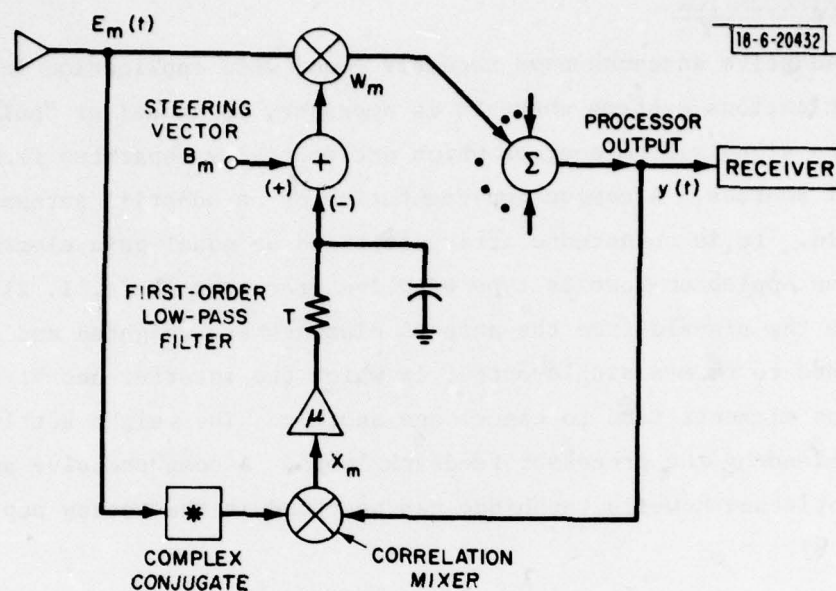 E_m(t)
18-6-20432
W_m
STEERING
VECTOR
B_m
+
(+)
(-)
Σ
PROCESSOR
OUTPUT
y(t)
RECEIVER
FIRST-ORDER
LOW-PASS
FILTER
T
μ
X_m
*
COMPLEX
CONJUGATE
CORRELATION
MIXER